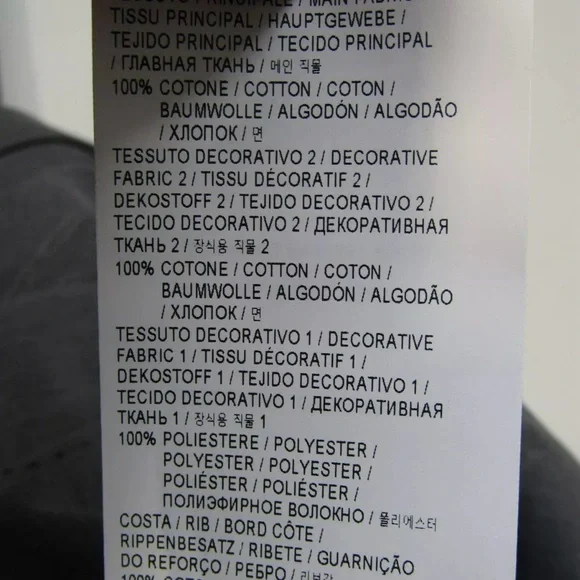 TESSUTO PRINCIPALE / MAIN FABRIC /
TISSU PRINCIPAL / HAUPTGEWEBE /
TEJIDO PRINCIPAL / TECIDO PRINCIPAL
/ ГЛАВНАЯ ТКАНЬ / 메인 직물
100% COTONE / COTTON / COTON /
BAUMWOLLE / ALGODÓN / ALGODÃO
/ ХЛОПОК / 면
TESSUTO DECORATIVO 2 / DECORATIVE
FABRIC 2 / TISSU DÉCORATIF 2 /
DEKOSTOFF 2 / TEJIDO DECORATIVO 2 /
TECIDO DECORATIVO 2 / ДЕКОРАТИВНАЯ
ТКАНЬ 2 / 장식용 직물 2
100% COTONE / COTTON / COTON /
BAUMWOLLE / ALGODÓN / ALGODÃO
/ ХЛОПОК / 면
TESSUTO DECORATIVO 1 / DECORATIVE
FABRIC 1 / TISSU DÉCORATIF 1 /
DEKOSTOFF 1 / TEJIDO DECORATIVO 1 /
TECIDO DECORATIVO 1 / ДЕКОРАТИВНАЯ
ТКАНЬ 1 / 장식용 직물 1
100% POLIESTERE / POLYESTER /
POLYESTER / POLYESTER /
POLIÉSTER / POLIÉSTER /
ПОЛИЭФИРНОЕ ВОЛОКНО / 폴리에스터
COSTA / RIB / BORD CÔTE /
RIPPENBESATZ / RIBETE / GUARNIÇÃO
DO REFORÇO / РЕБРО /
100%